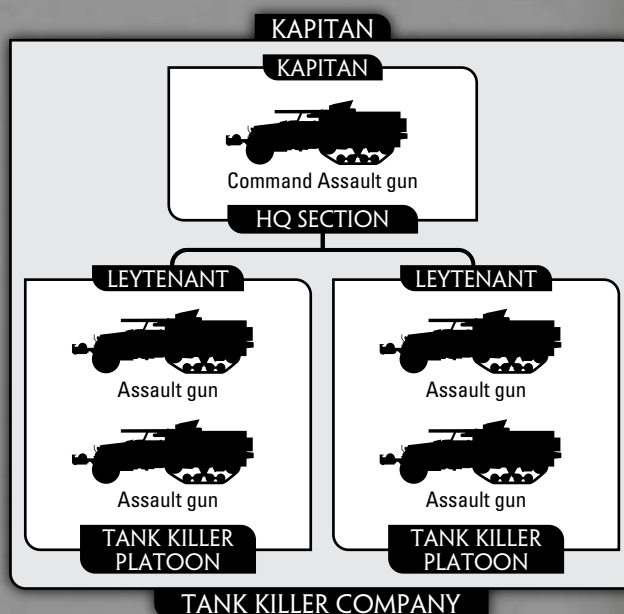 KAPITAN
KAPITAN
Command Assault gun
HQ SECTION
LEYTENANT
Assault gun
Assault gun
TANK KILLER
PLATOON
LEYTENANT
Assault gun
Assault gun
TANK KILLER
PLATOON
TANK KILLER COMPANY